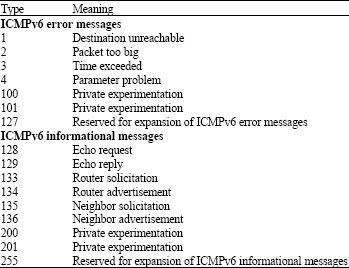 Type Meaning
ICMPv6 error messages
1 Destination unreachable
2 Packet too big
3 Time exceeded
4 Parameter problem
100 Private experimentation
101 Private experimentation
127 Reserved for expansion of ICMPv6 error messages
ICMPv6 informational messages
128 Echo request
129 Echo reply
133 Router solicitation
134 Router advertisement
135 Neighbor solicitation
136 Neighbor advertisement
200 Private experimentation
201 Private experimentation
255 Reserved for expansion of ICMPv6 informational messages